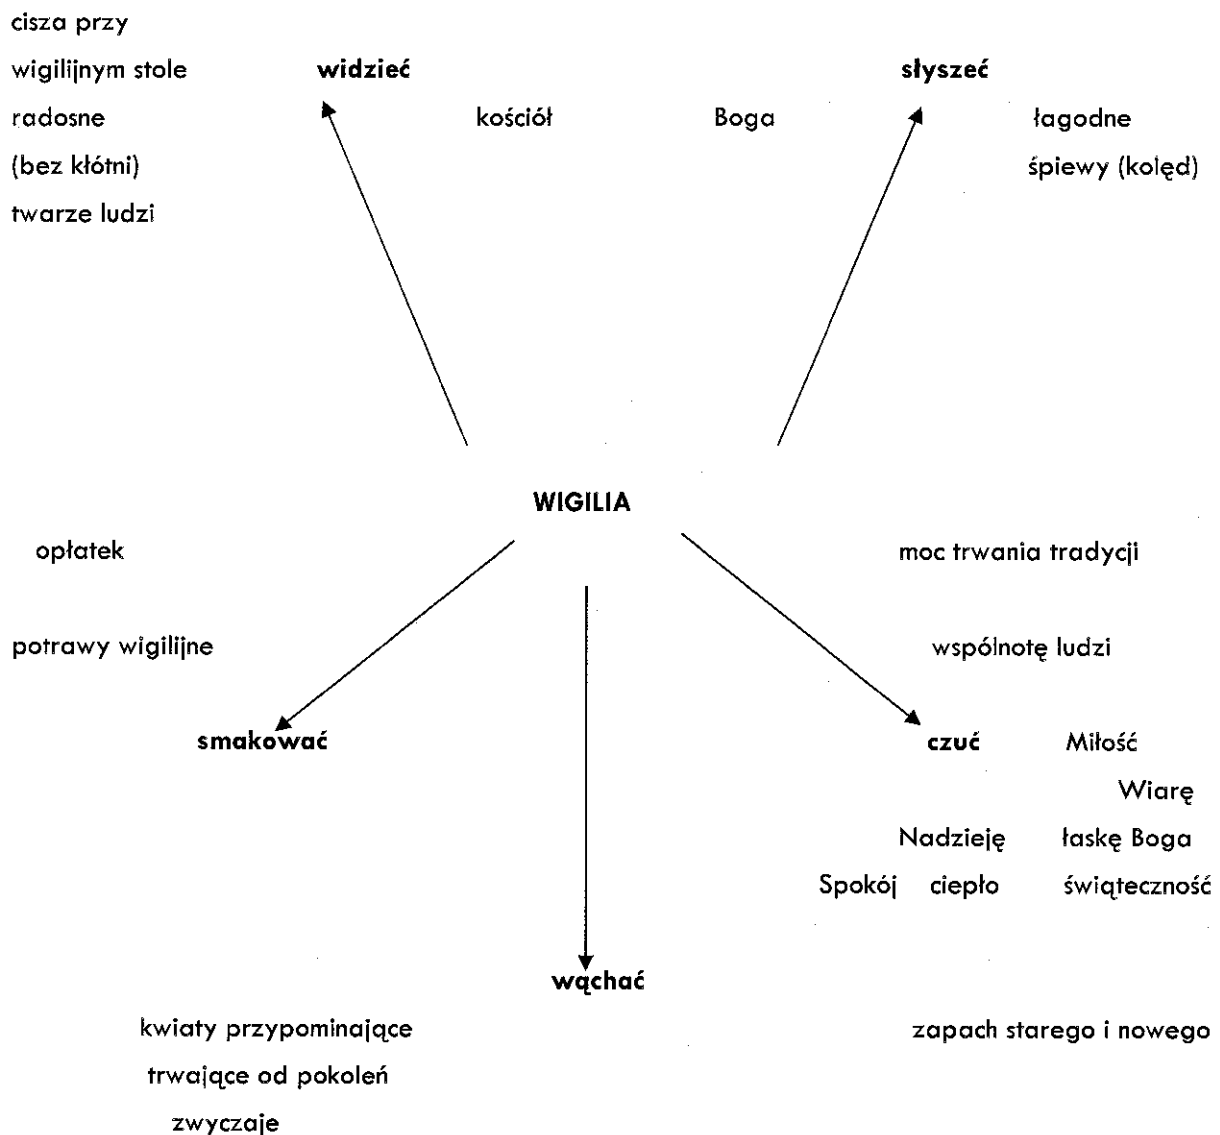 cisza przy
wigilijnym stole widzieć słyszeć
radosne kościół Boga łagodne
(bez kłótni) śpiewy (kolęd)
twarze ludzi
WIGILIA
opłatek moc trwania tradycji
potrawy wigilijne wspólnotę ludzi
smakować czuć Miłość
Wiarę
Nadzieję łaskę Boga
Spokój ciepło świąteczność
wąchać
kwiaty przypominające zapach starego i nowego
trwające od pokoleń
zwyczaje